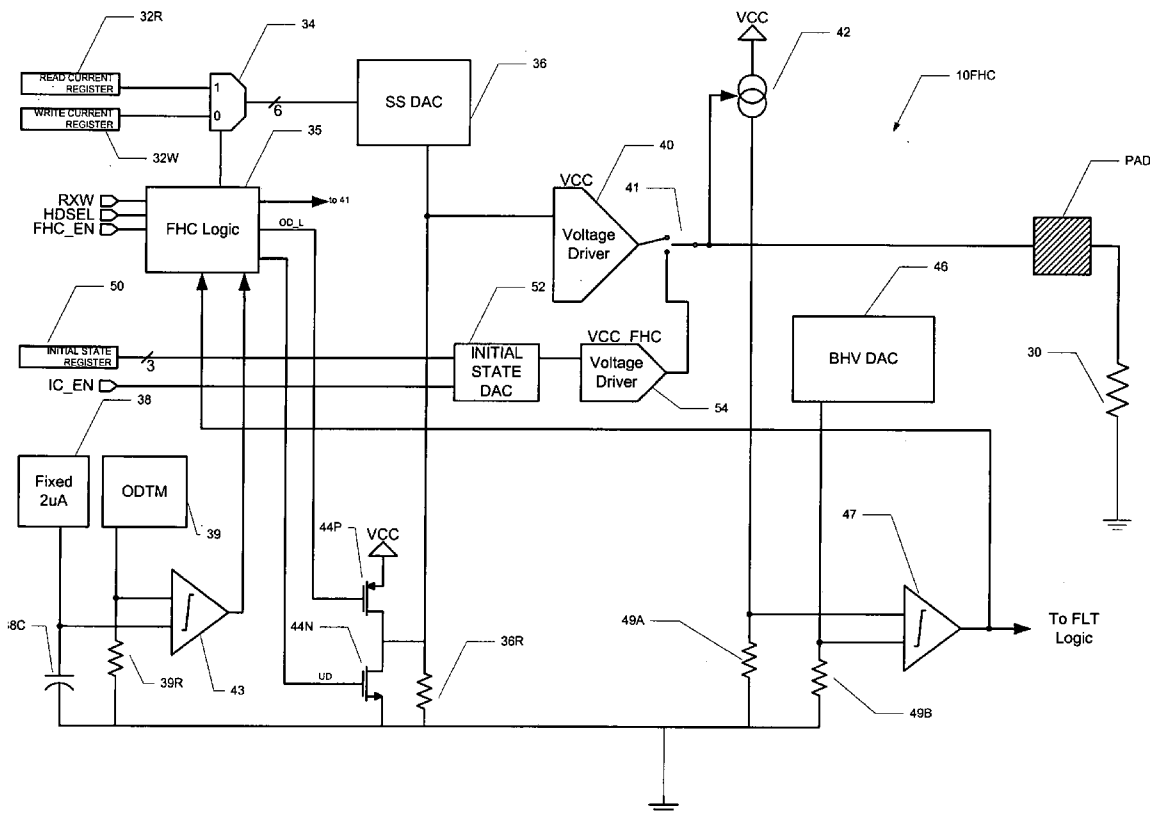 32R
34
36
VCC
42
10FHC
READ CURRENT
REGISTER
1
SS DAC
6
WRITE CURRENT
REGISTER
0
32W
35
40
PAD
RXW
HDSEL
FHC_EN
FHC Logic
to 41
OD_L
VCC
41
Voltage
Driver
46
50
52
INITIAL STATE
REGISTER
3
INITIAL
STATE
DAC
VCC_FHC
Voltage
Driver
BHV DAC
30
IC_EN
54
38
Fixed
2uA
ODTM
39
44P
VCC
47
44N
49A
To FLT
Logic
38C
39R
43
UD
36R
49B